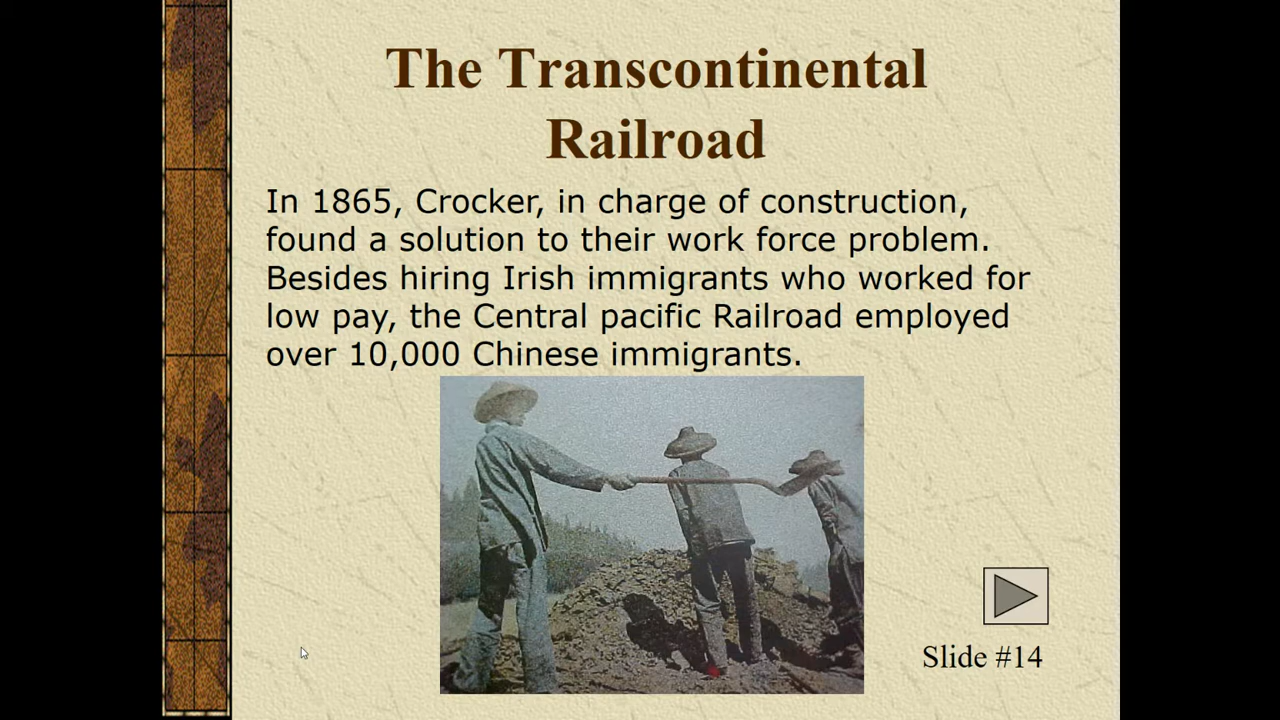 The Transcontinental
Railroad
In 1865, Crocker, in charge of construction,
found a solution to their work force problem.
Besides hiring Irish immigrants who worked for
low pay, the Central pacific Railroad employed
over 10,000 Chinese immigrants.
Slide #14